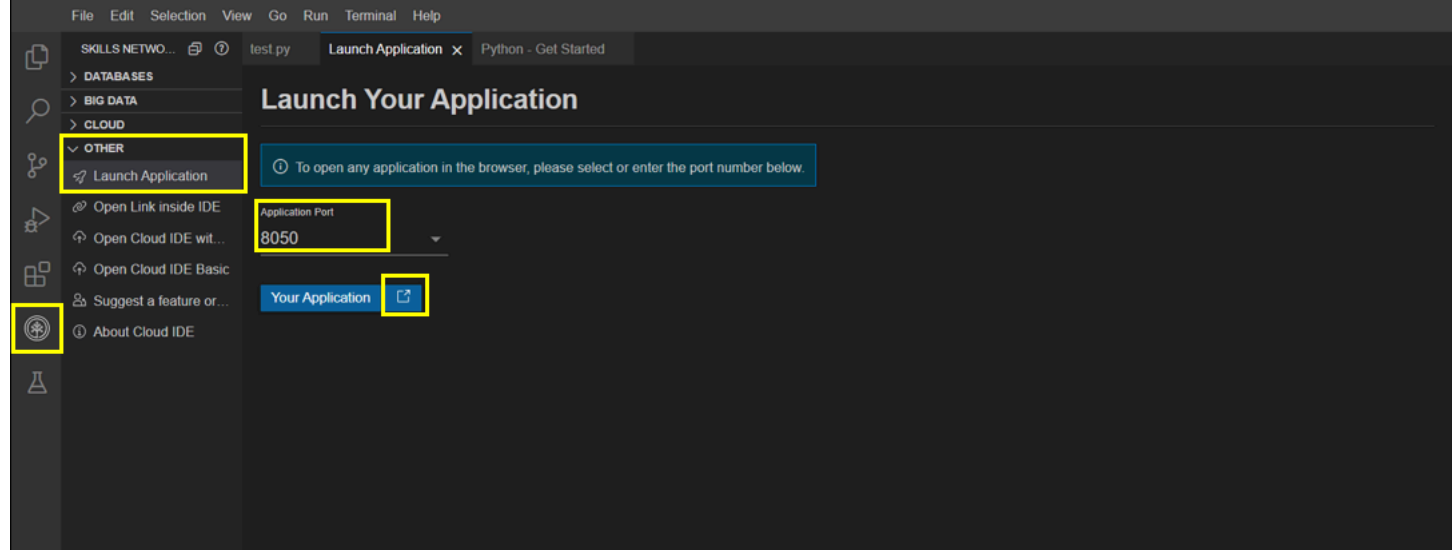 File Edit Selection View Go Run Terminal Help
SKILLS NETWO...
test.py Launch Application Python - Get Started
DATABASES
BIG DATA
CLOUD
OTHER
Launch Application
Open Link inside IDE
Open Cloud IDE wit...
Open Cloud IDE Basic
Suggest a feature or...
About Cloud IDE
Launch Your Application
To open any application in the browser, please select or enter the port number below.
Application Port
8050
Your Application